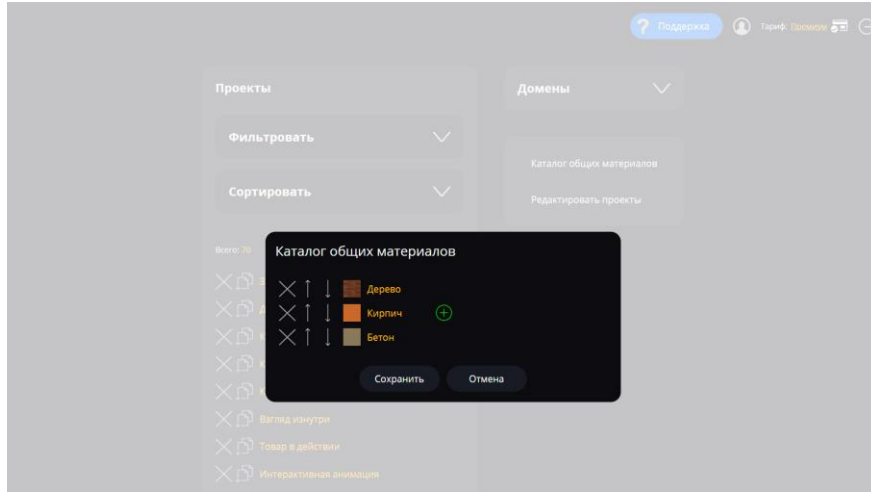 ? Поддержка
Тариф: Премиум
Проекты
Домены
Фильтровать
Каталог общих материалов
Сортировать
Редактировать проекты
Всего: 70
Каталог общих материалов
Дерево
Кирпич
Бетон
Сохранить
Отмена
Взгляд изнутри
Товар в действии
Интерактивная анимация